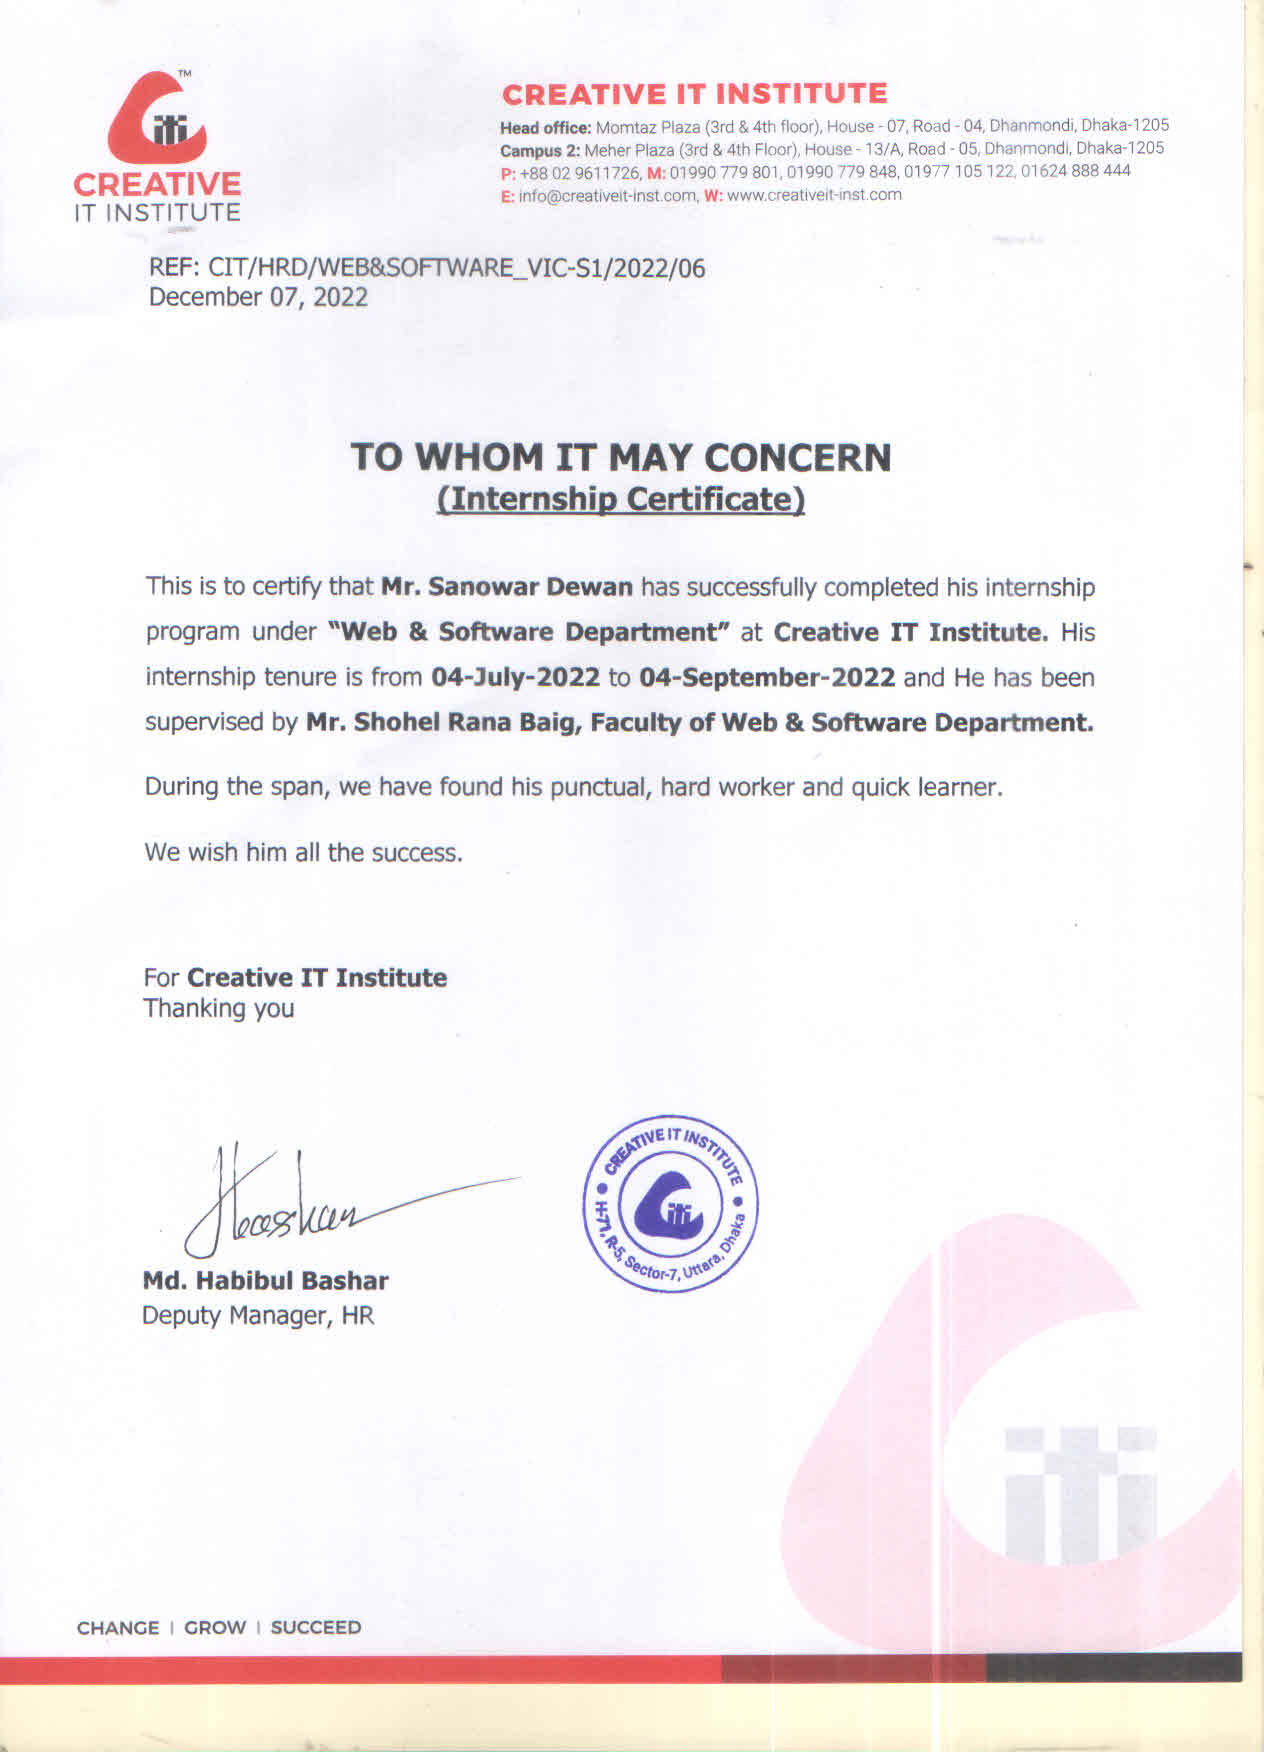 TM
iti
CREATIVE
IT INSTITUTE
CREATIVE IT INSTITUTE
Head office: Momtaz Plaza (3rd & 4th floor), House - 07, Road - 04, Dhanmondi, Dhaka-1205
Campus 2: Meher Plaza (3rd & 4th Floor), House - 13/A, Road - 05, Dhanmondi, Dhaka-1205
P: +88 02 9611726, M: 01990 779 801, 01990 779 848, 01977 105 122, 01624 888 444
E: info@creativeit-inst.com, W: www.creativeit-inst.com
REF: CIT/HRD/WEB&SOFTWARE_VIC-S1/2022/06
December 07, 2022
TO WHOM IT MAY CONCERN
(Internship Certificate)
This is to certify that Mr. Sanowar Dewan has successfully completed his internship
program under "Web & Software Department" at Creative IT Institute. His
internship tenure is from 04-July-2022 to 04-September-2022 and He has been
supervised by Mr. Shohel Rana Baig, Faculty of Web & Software Department.
During the span, we have found his punctual, hard worker and quick learner.
We wish him all the success.
For Creative IT Institute
Thanking you
CREATIVE IT INSTITUTE
iti
H-71, R-5, Sector-7, Uttara, Dhaka
Md. Habibul Bashar
Deputy Manager, HR
iti
CHANGE | GROW | SUCCEED